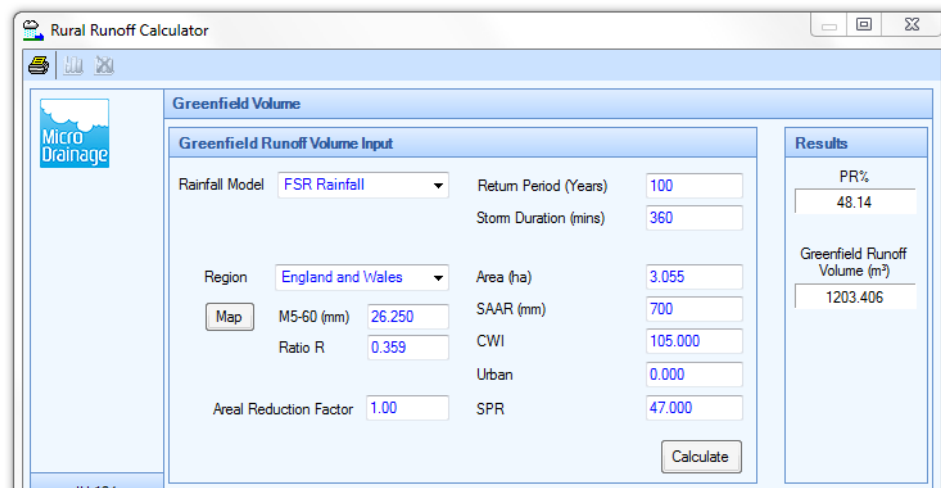 Rural Runoff Calculator
Micro
Drainage
Greenfield Volume
Greenfield Runoff Volume Input
Rainfall Model FSR Rainfall
Return Period (Years) 100
Storm Duration (mins) 360
Region England and Wales
Area (ha) 3.055
Map M5-60 (mm) 26.250
SAAR (mm) 700
Ratio R 0.359
CWI 105.000
Urban 0.000
Areal Reduction Factor 1.00
SPR 47.000
Calculate
Results
PR%
48.14
Greenfield Runoff
Volume (m³)
1203.406